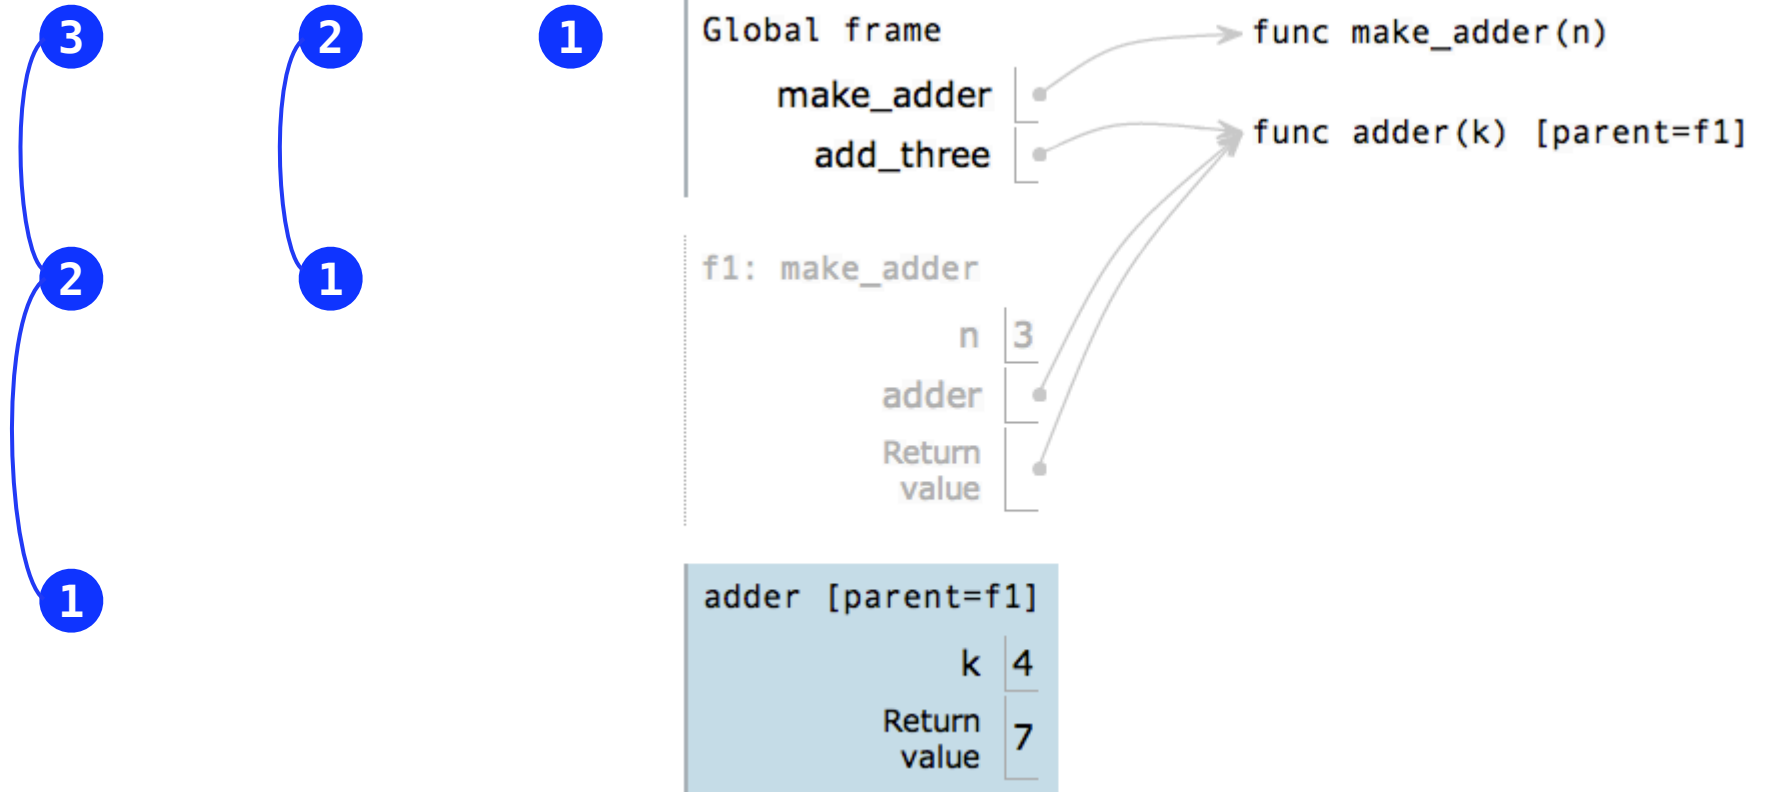 3 2 1 Global frame
func make_adder(n)
make_adder
add_three
func adder(k) [parent=f1]
2 1 f1: make_adder
n 3
adder
Return
value
1 adder [parent=f1]
k 4
Return
value 7